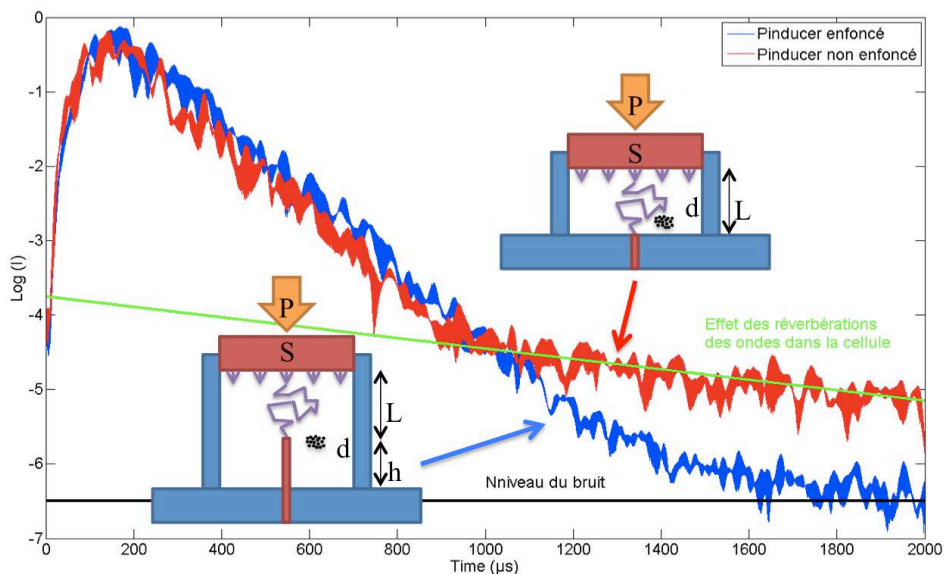 Log (I)
0
-1
-2
-3
-4
-5
-6
-7
0
200
400
600
800
1000
1200
1400
1600
1800
2000
Time (µs)
Pinducer enfoncé
Pinducer non enfoncé
P
S
d
L
Effet des réverbérations
des ondes dans la cellule
P
S
L
d
h
Nniveau du bruit